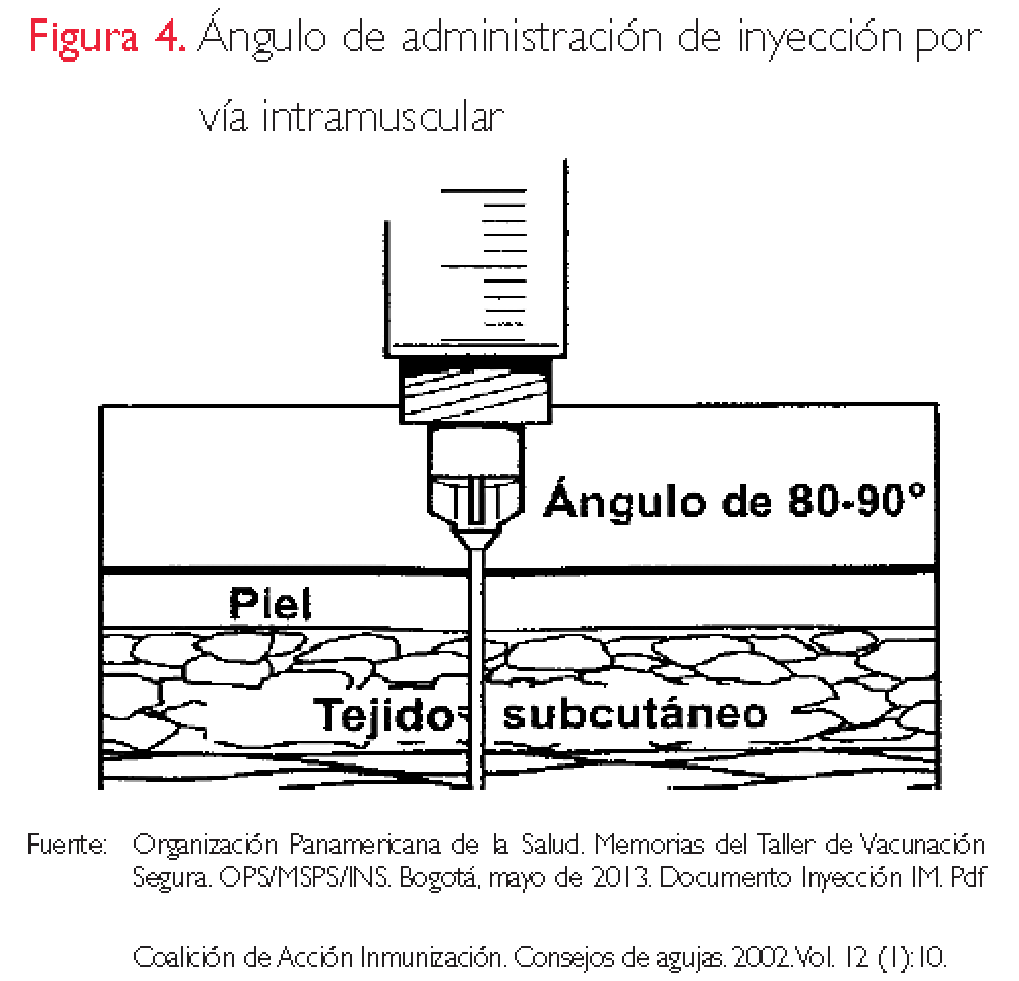 Figura 4. Ángulo de administración de inyección por
vía intramuscular
Ángulo de 80-90°
Piel
Tejido subcutáneo
Fuente: Organización Panamericana de la Salud. Memorias del Taller de Vacunación
Segura. OPS/MSPS/INS. Bogotá, mayo de 2013. Documento Inyección IM. Pdf
Coalición de Acción Inmunización. Consejos de agujas. 2002.Vol. 12 (1):10.